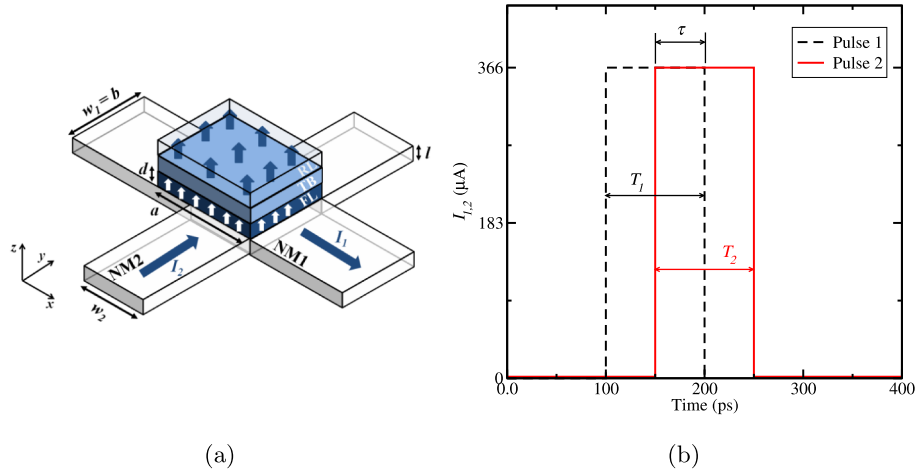 w₁ = b
d
a
l
RL
TB
FL
z
y
x
NM2
I₂
NM1
I₁
w₂
(a)
τ
Pulse 1
Pulse 2
366
T₁
I₁,₂ (μA)
183
T₂
0
0.0 100 200 300 400
Time (ps)
(b)